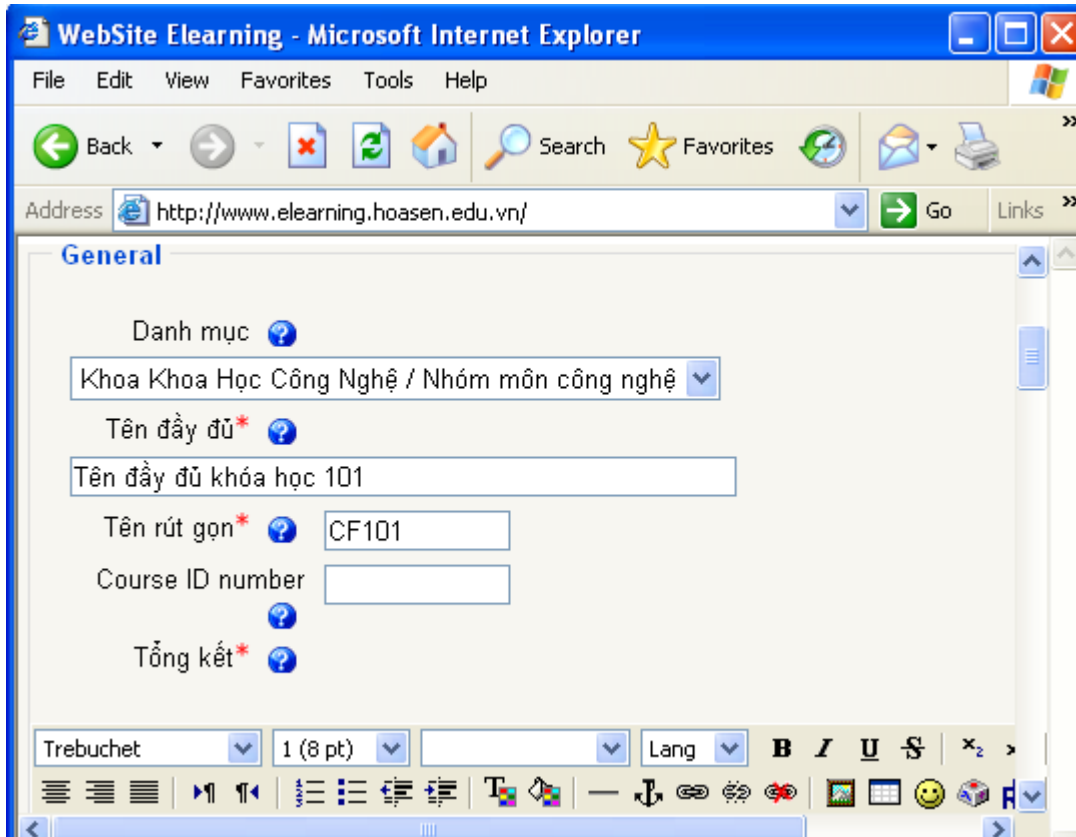 WebSite Elearning - Microsoft Internet Explorer
File Edit View Favorites Tools Help
Back Search Favorites
Address http://www.elearning.hoasen.edu.vn/ Go Links
General
Danh mục
Khoa Khoa Học Công Nghệ / Nhóm môn công nghệ
Tên đầy đủ*
Tên đầy đủ khóa học 101
Tên rút gọn* CF101
Course ID number
Tổng kết*
Trebuchet 1 (8 pt) Lang B I U S x₂